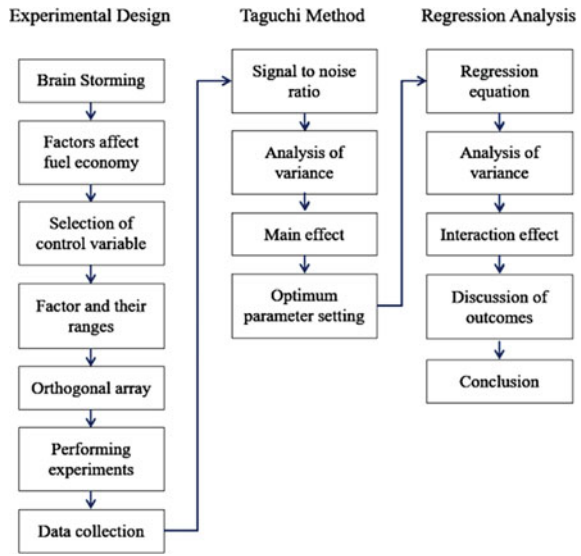 Experimental Design
Brain Storming
Factors affect
fuel economy
Selection of
control variable
Factor and their
ranges
Orthogonal array
Performing
experiments
Data collection
Taguchi Method
Signal to noise
ratio
Analysis of
variance
Main effect
Optimum
parameter setting
Regression Analysis
Regression
equation
Analysis of
variance
Interaction effect
Discussion of
outcomes
Conclusion